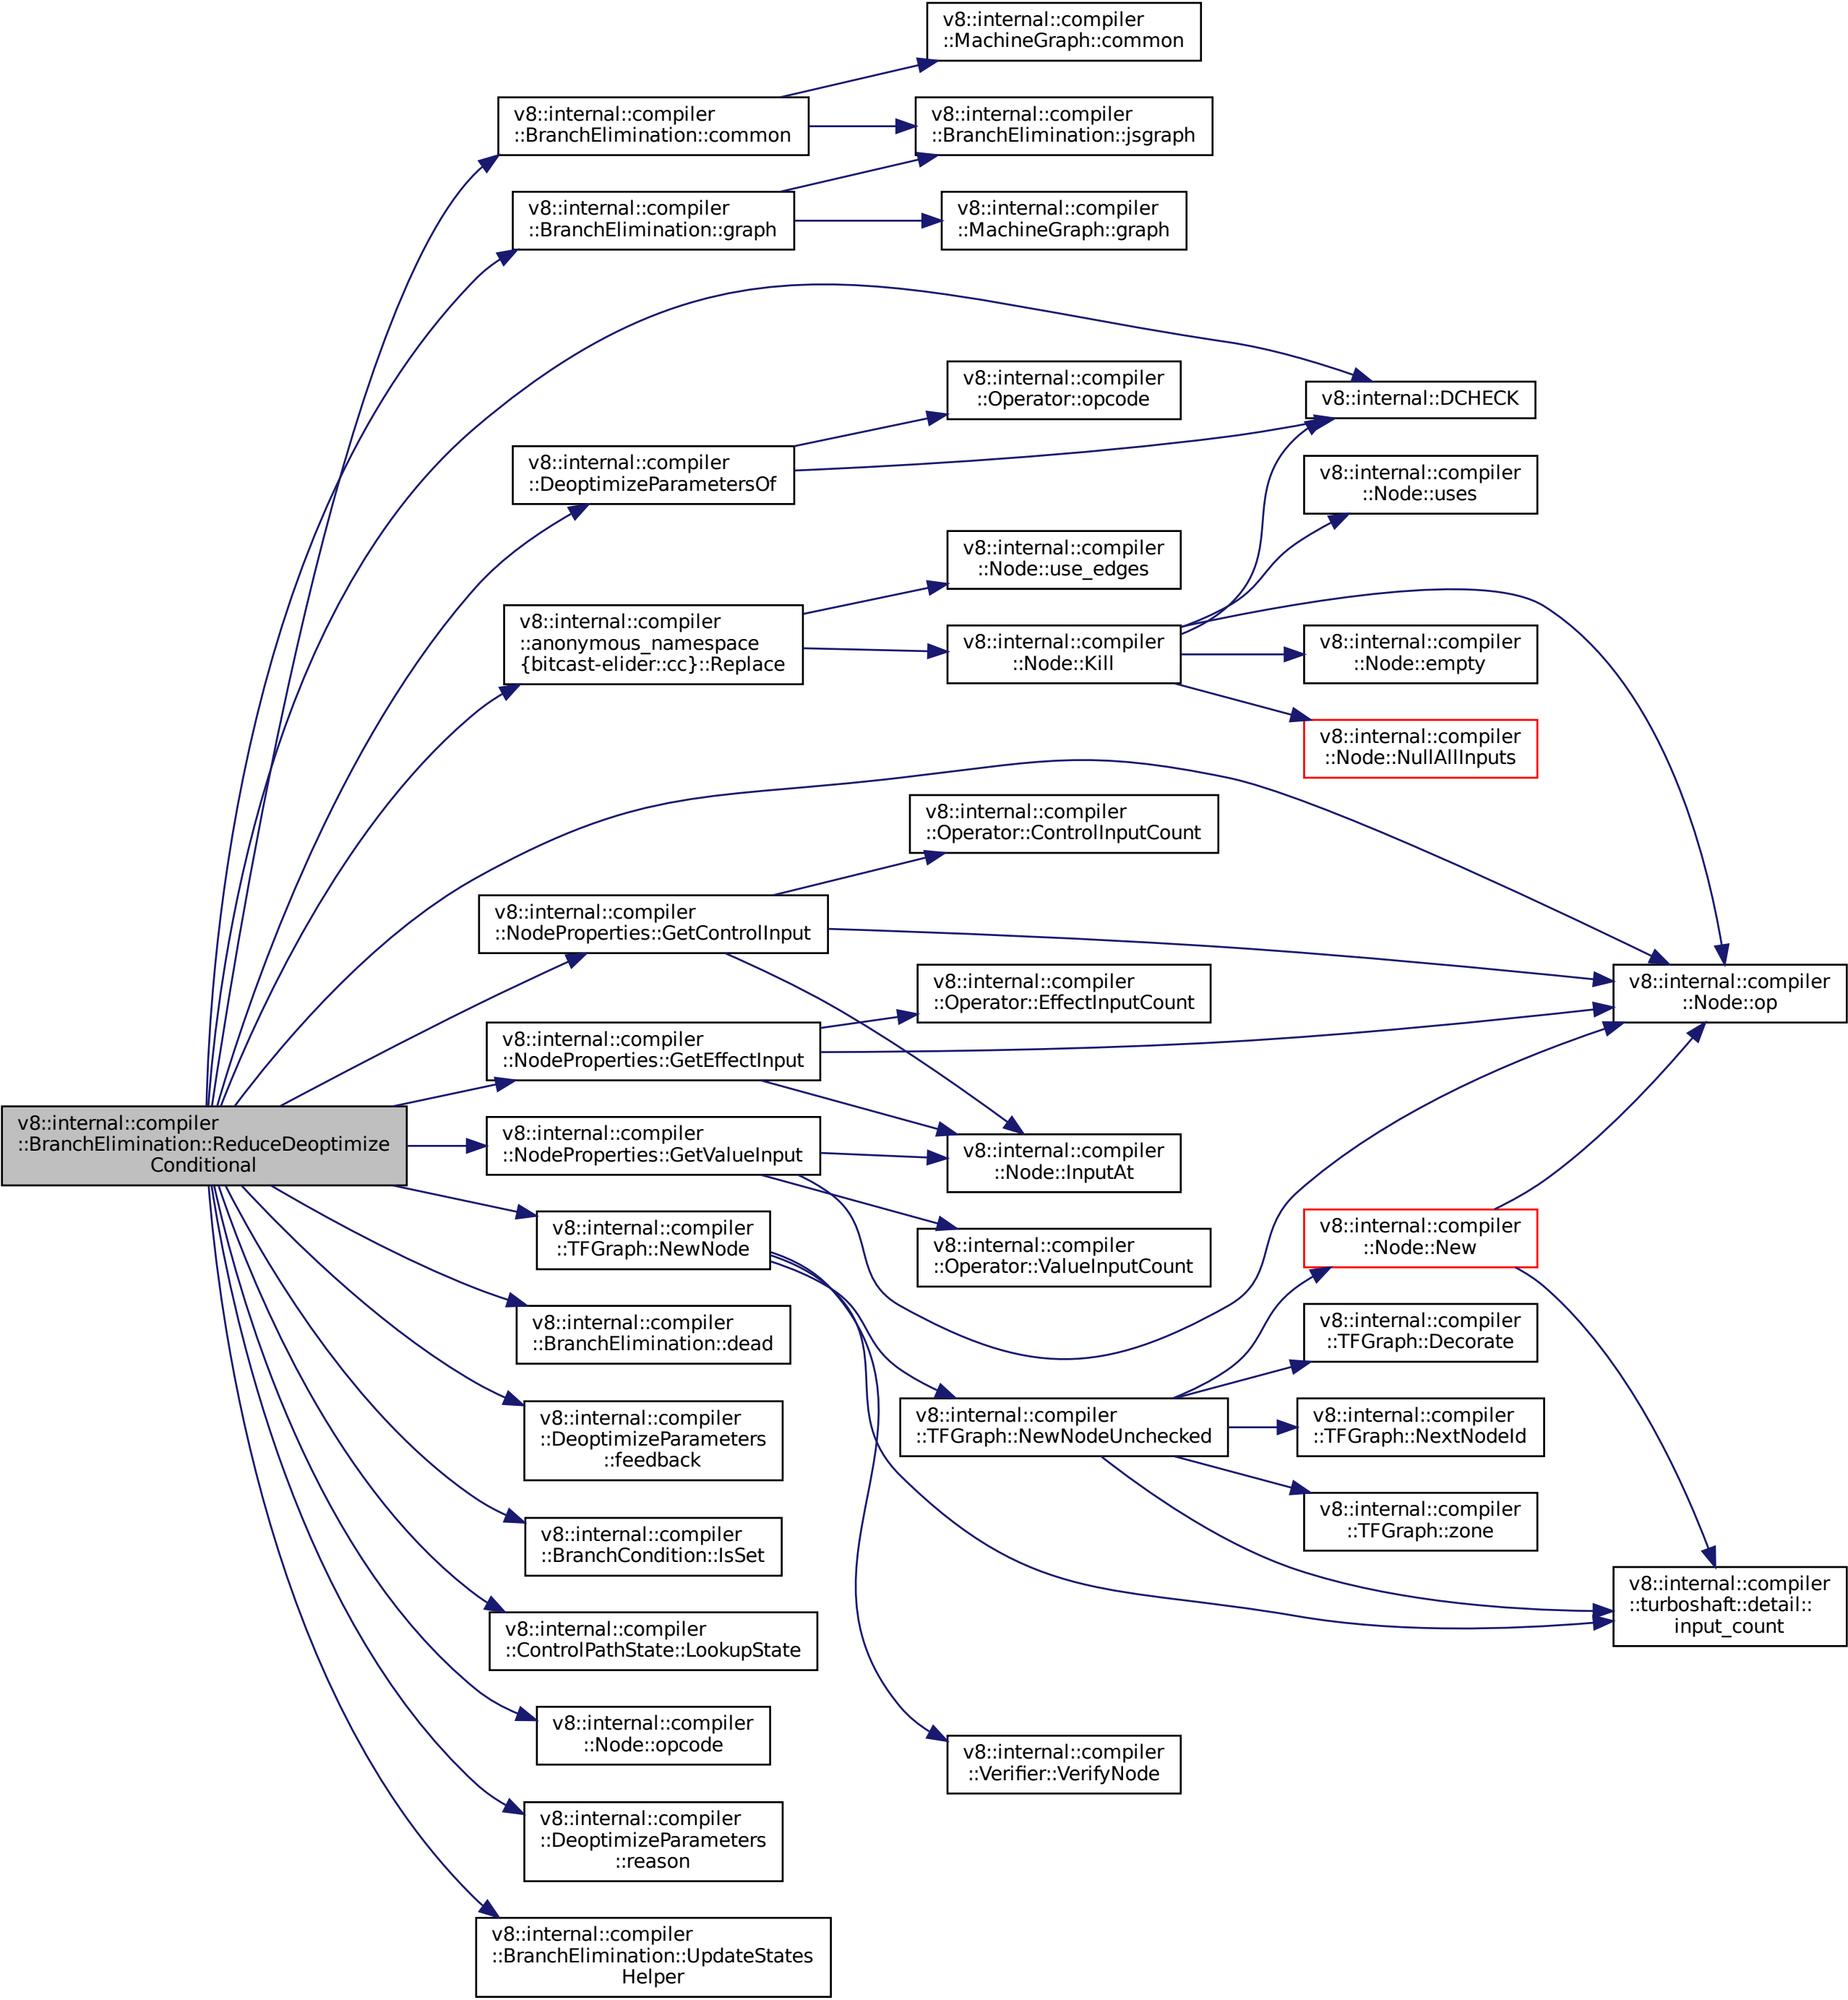 v8::internal::compiler
::MachineGraph::common
v8::internal::compiler
::BranchElimination::common
v8::internal::compiler
::BranchElimination::jsgraph
v8::internal::compiler
::BranchElimination::graph
v8::internal::compiler
::MachineGraph::graph
v8::internal::compiler
::Operator::opcode
v8::internal::DCHECK
v8::internal::compiler
::DeoptimizeParametersOf
v8::internal::compiler
::Node::uses
v8::internal::compiler
::Node::use_edges
v8::internal::compiler
::anonymous_namespace
{bitcast-elider::cc}::Replace
v8::internal::compiler
::Node::Kill
v8::internal::compiler
::Node::empty
v8::internal::compiler
::Node::NullAllInputs
v8::internal::compiler
::Operator::ControlInputCount
v8::internal::compiler
::NodeProperties::GetControlInput
v8::internal::compiler
::Operator::EffectInputCount
v8::internal::compiler
::Node::op
v8::internal::compiler
::NodeProperties::GetEffectInput
v8::internal::compiler
::BranchElimination::ReduceDeoptimize
Conditional
v8::internal::compiler
::NodeProperties::GetValueInput
v8::internal::compiler
::Node::InputAt
v8::internal::compiler
::TFGraph::NewNode
v8::internal::compiler
::Operator::ValueInputCount
v8::internal::compiler
::Node::New
v8::internal::compiler
::BranchElimination::dead
v8::internal::compiler
::TFGraph::Decorate
v8::internal::compiler
::DeoptimizeParameters
::feedback
v8::internal::compiler
::TFGraph::NewNodeUnchecked
v8::internal::compiler
::TFGraph::NextNodeId
v8::internal::compiler
::TFGraph::zone
v8::internal::compiler
::BranchCondition::IsSet
v8::internal::compiler
::turboshaft::detail::
input_count
v8::internal::compiler
::ControlPathState::LookupState
v8::internal::compiler
::Node::opcode
v8::internal::compiler
::Verifier::VerifyNode
v8::internal::compiler
::DeoptimizeParameters
::reason
v8::internal::compiler
::BranchElimination::UpdateStates
Helper